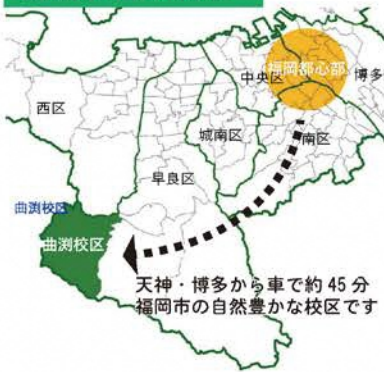 福岡都心部
中央区
博多
西区
城南区
南区
早良区
曲渕校区
曲渕校区
天神・博多から車で約 45 分
福岡市の自然豊かな校区です